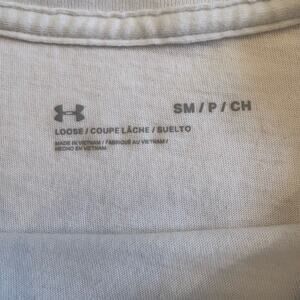 SM / P / CH
LOOSE / COUPE LÂCHE / SUELTO
MADE IN VIETNAM / FABRIQUÉ AU VIETNAM /
HECHO EN VIETNAM